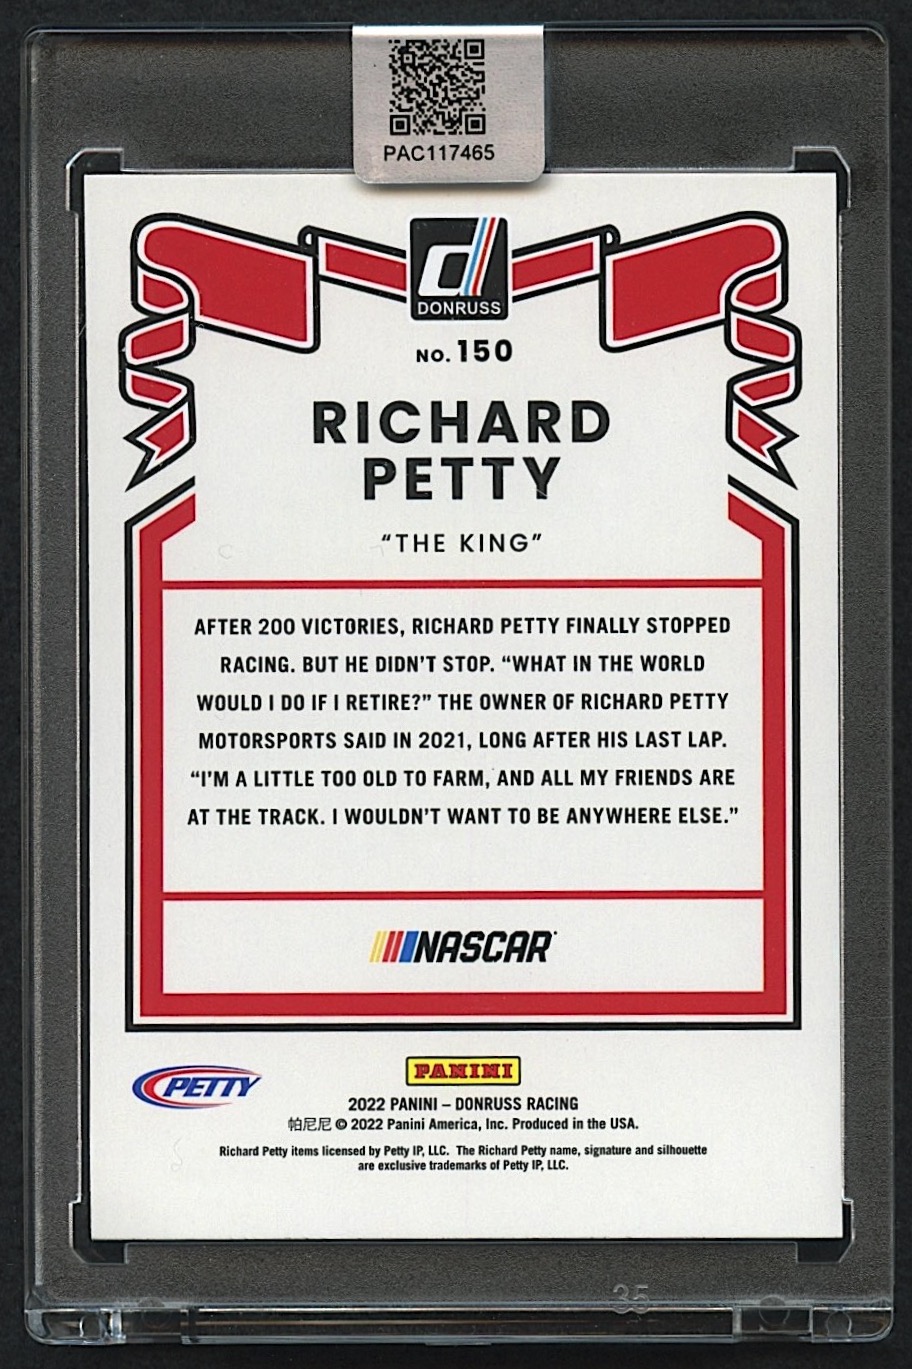 PAC117465
d
DONRUSS
NO. 150
RICHARD
PETTY
“THE KING”
AFTER 200 VICTORIES, RICHARD PETTY FINALLY STOPPED
RACING. BUT HE DIDN’T STOP. “WHAT IN THE WORLD
WOULD I DO IF I RETIRE?” THE OWNER OF RICHARD PETTY
MOTORSPORTS SAID IN 2021, LONG AFTER HIS LAST LAP.
“I’M A LITTLE TOO OLD TO FARM, AND ALL MY FRIENDS ARE
AT THE TRACK. I WOULDN’T WANT TO BE ANYWHERE ELSE.”
NASCAR
PETTY
PANINI
2022 PANINI – DONRUSS RACING
帕尼尼 © 2022 Panini America, Inc. Produced in the USA.
Richard Petty items licensed by Petty IP, LLC. The Richard Petty name, signature and silhouette
are exclusive trademarks of Petty IP, LLC.
35